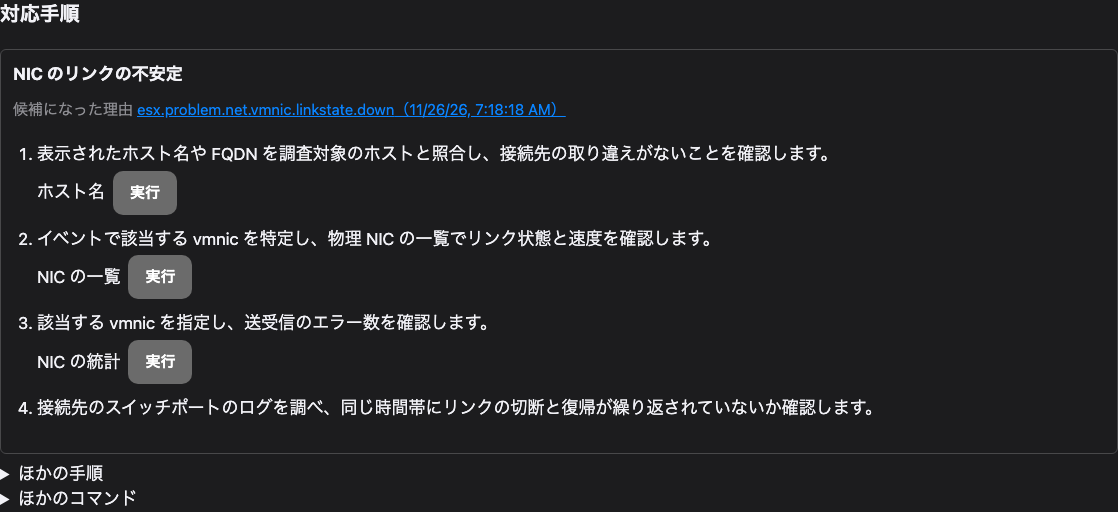 対応手順
NIC のリンクの不安定
候補になった理由 esx.problem.net.vmnic.linkstate.down（11/26/26, 7:18:18 AM）
1. 表示されたホスト名や FQDN を調査対象のホストと照合し、接続先の取り違えがないことを確認します。
ホスト名 実行
2. イベントで該当する vmnic を特定し、物理 NIC の一覧でリンク状態と速度を確認します。
NIC の一覧 実行
3. 該当する vmnic を指定し、送受信のエラー数を確認します。
NIC の統計 実行
4. 接続先のスイッチポートのログを調べ、同じ時間帯にリンクの切断と復帰が繰り返されていないか確認します。
ほかの手順
ほかのコマンド